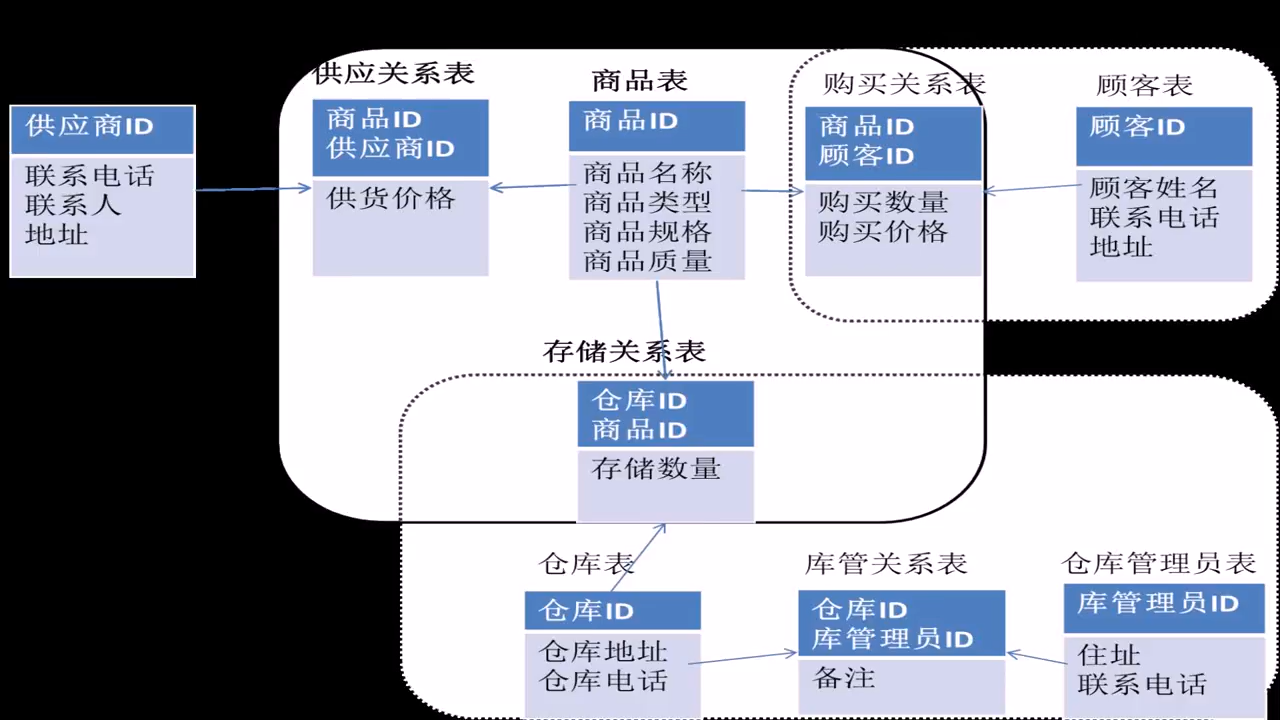 供应商ID
联系电话
联系人
地址
供应关系表
商品ID
供应商ID
供货价格
商品表
商品ID
商品名称
商品类型
商品规格
商品质量
购买关系表
商品ID
顾客ID
购买数量
购买价格
顾客表
顾客ID
顾客姓名
联系电话
地址
存储关系表
仓库ID
商品ID
存储数量
仓库表
仓库ID
仓库地址
仓库电话
库管关系表
仓库ID
库管理员ID
备注
仓库管理员表
库管理员ID
住址
联系电话